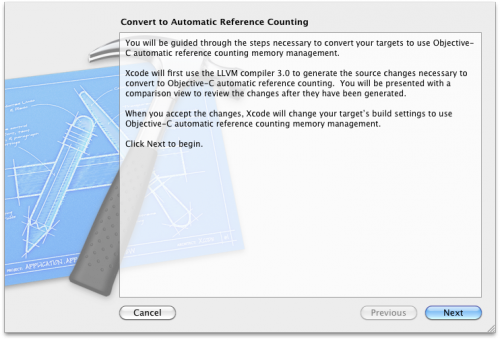 Convert to Automatic Reference Counting
You will be guided through the steps necessary to convert your targets to use Objective-
C automatic reference counting memory management.
Xcode will first use the LLVM compiler 3.0 to generate the source changes necessary to
convert to Objective-C automatic reference counting.  You will be presented with a
comparison view to review the changes after they have been generated.
When you accept the changes, Xcode will change your target's build settings to use
Objective-C automatic reference counting memory management.
Click Next to begin.
APPLICATION.APP
Cancel
Previous
Next